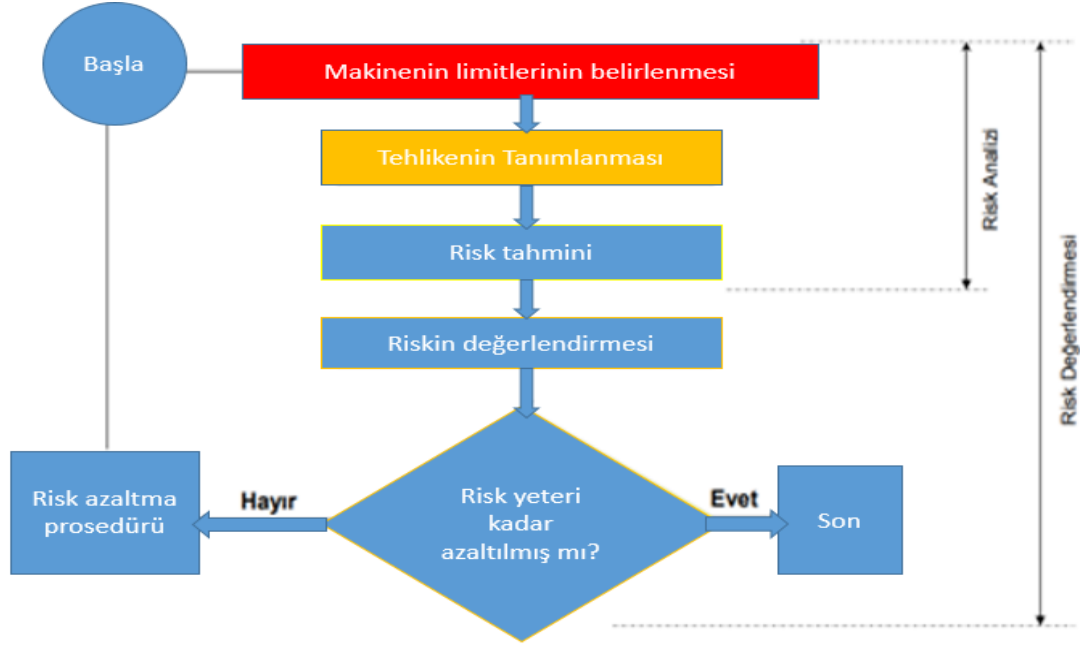 Başla
Makinenin limitlerinin belirlenmesi
Tehlikenin Tanımlanması
Risk tahmini
Riskin değerlendirmesi
Risk yeteri
kadar
azaltılmış mı?
Hayır
Risk azaltma
prosedürü
Evet
Son
Risk Analizi
Risk Değerlendirmesi